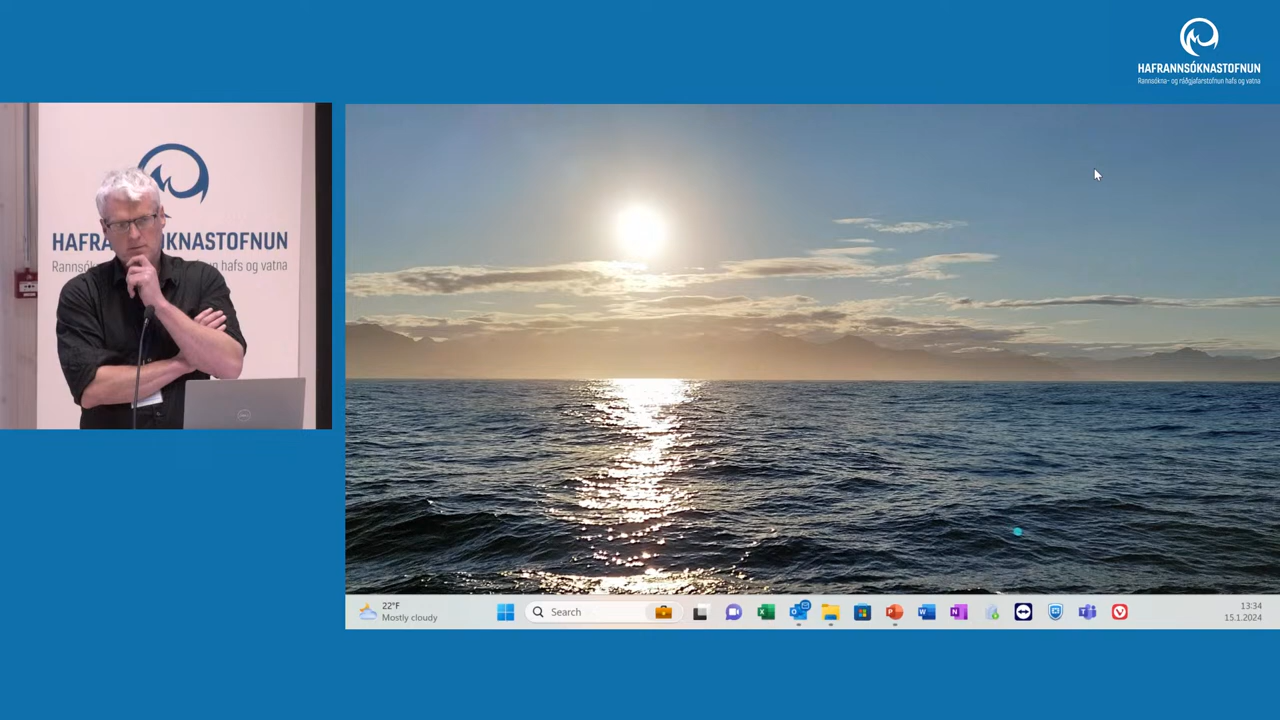 HAFRANNSÓKNASTOFNUN
Rannsókna- og ráðgjafarstofnun hafs og vatna
HAFRA
KNASTOFNUN
Rannsók
un hafs og vatna
22°F
Mostly cloudy
Search
13:34
15.1.2024